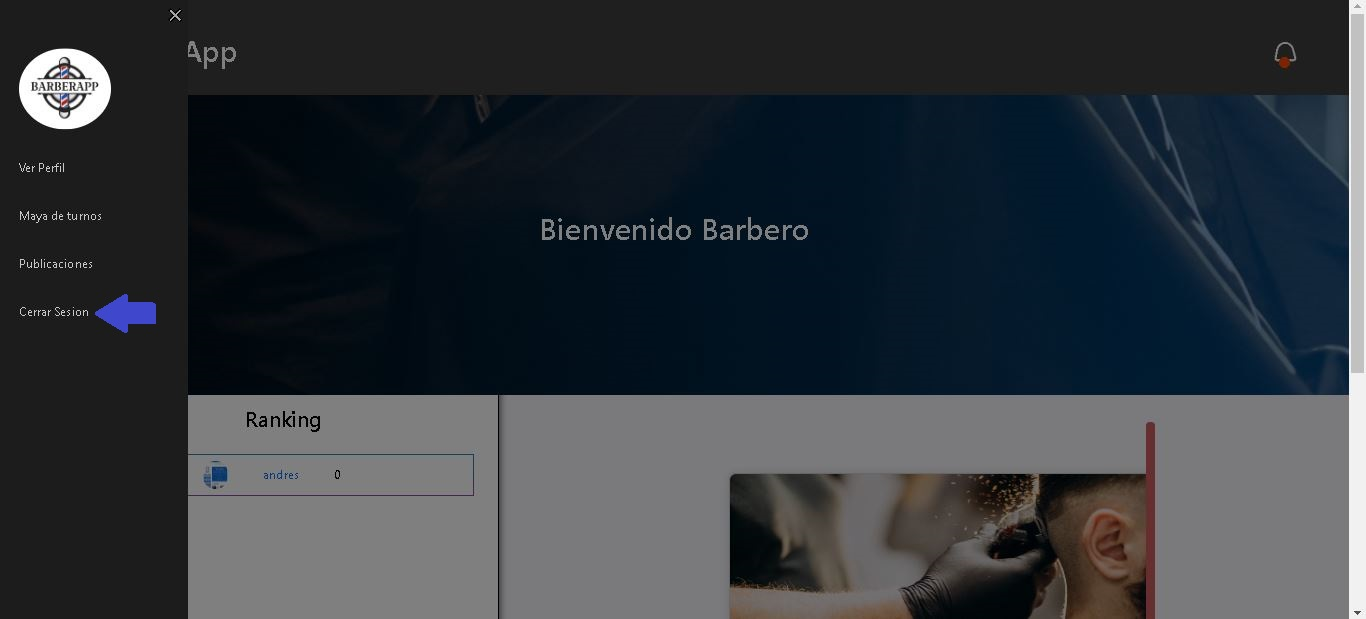 App
BARBERAPP
Ver Perfil
Maya de turnos
Bienvenido Barbero
Publicaciones
Cerrar Sesion
Ranking
andres 0